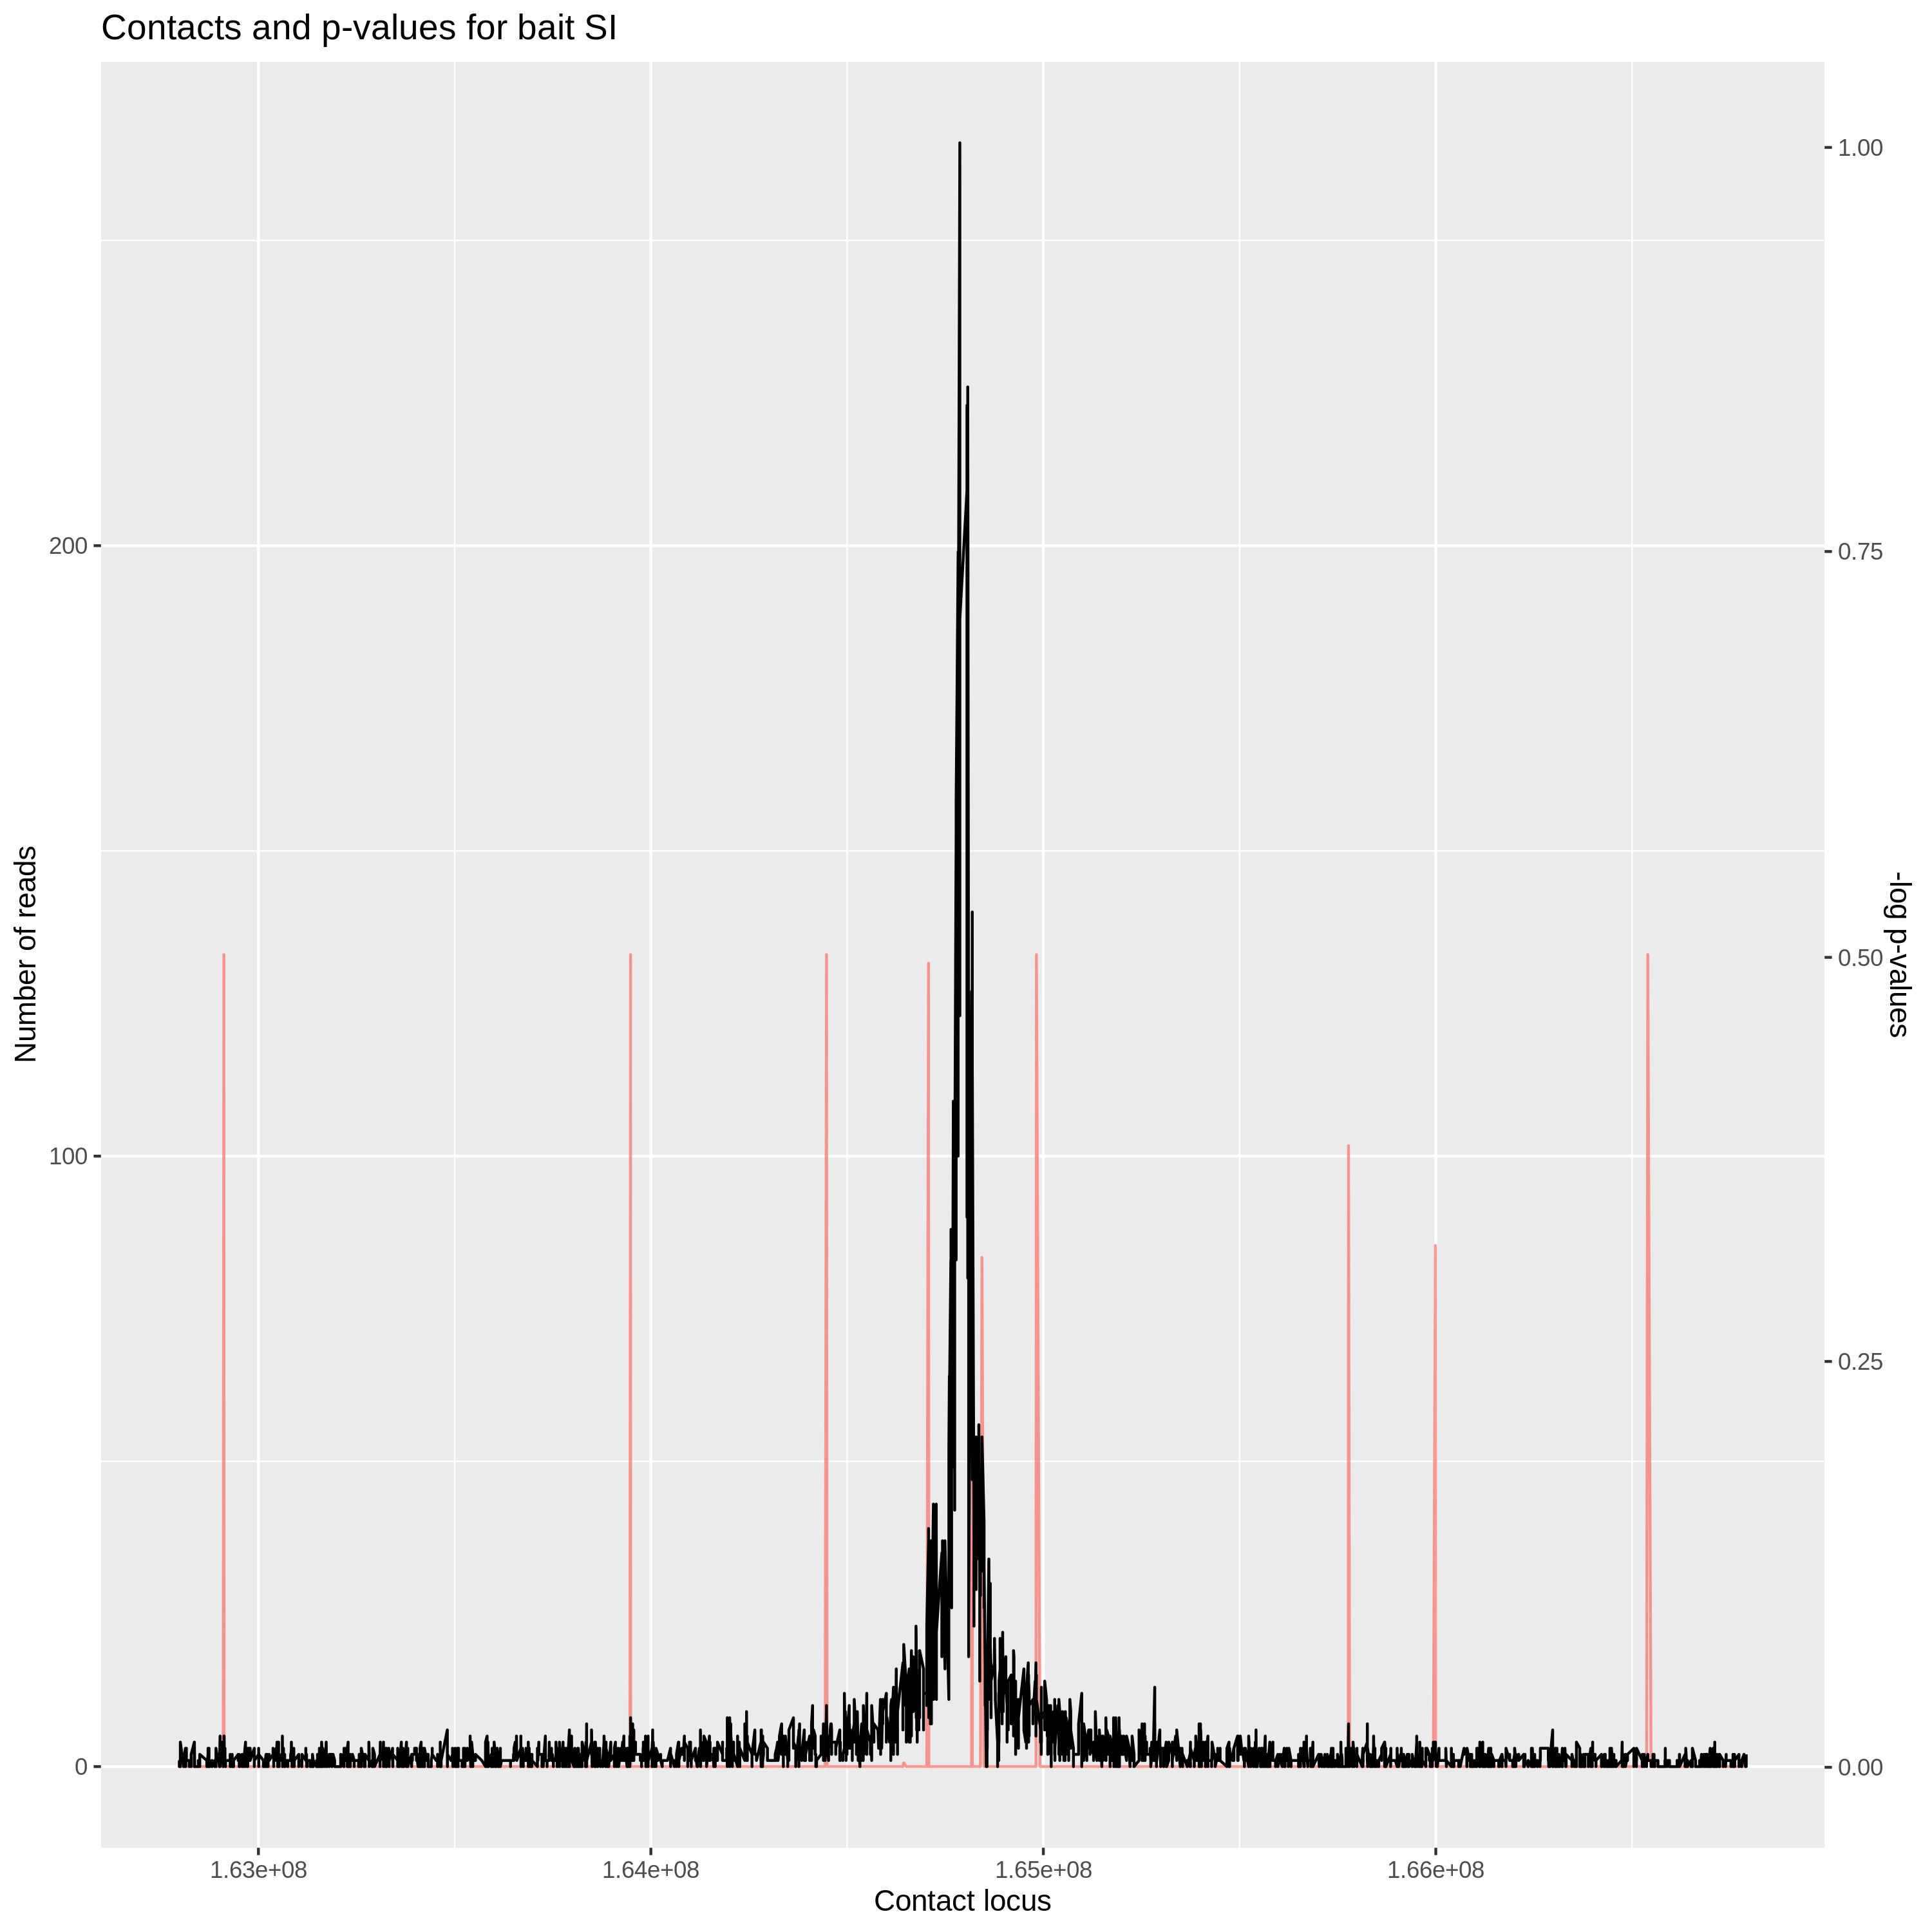 Contacts and p-values for bait SI
Number of reads
200
100
0
1.00
0.75
0.50
0.25
0.00
-log p-values
1.63e+08
1.64e+08
1.65e+08
1.66e+08
Contact locus